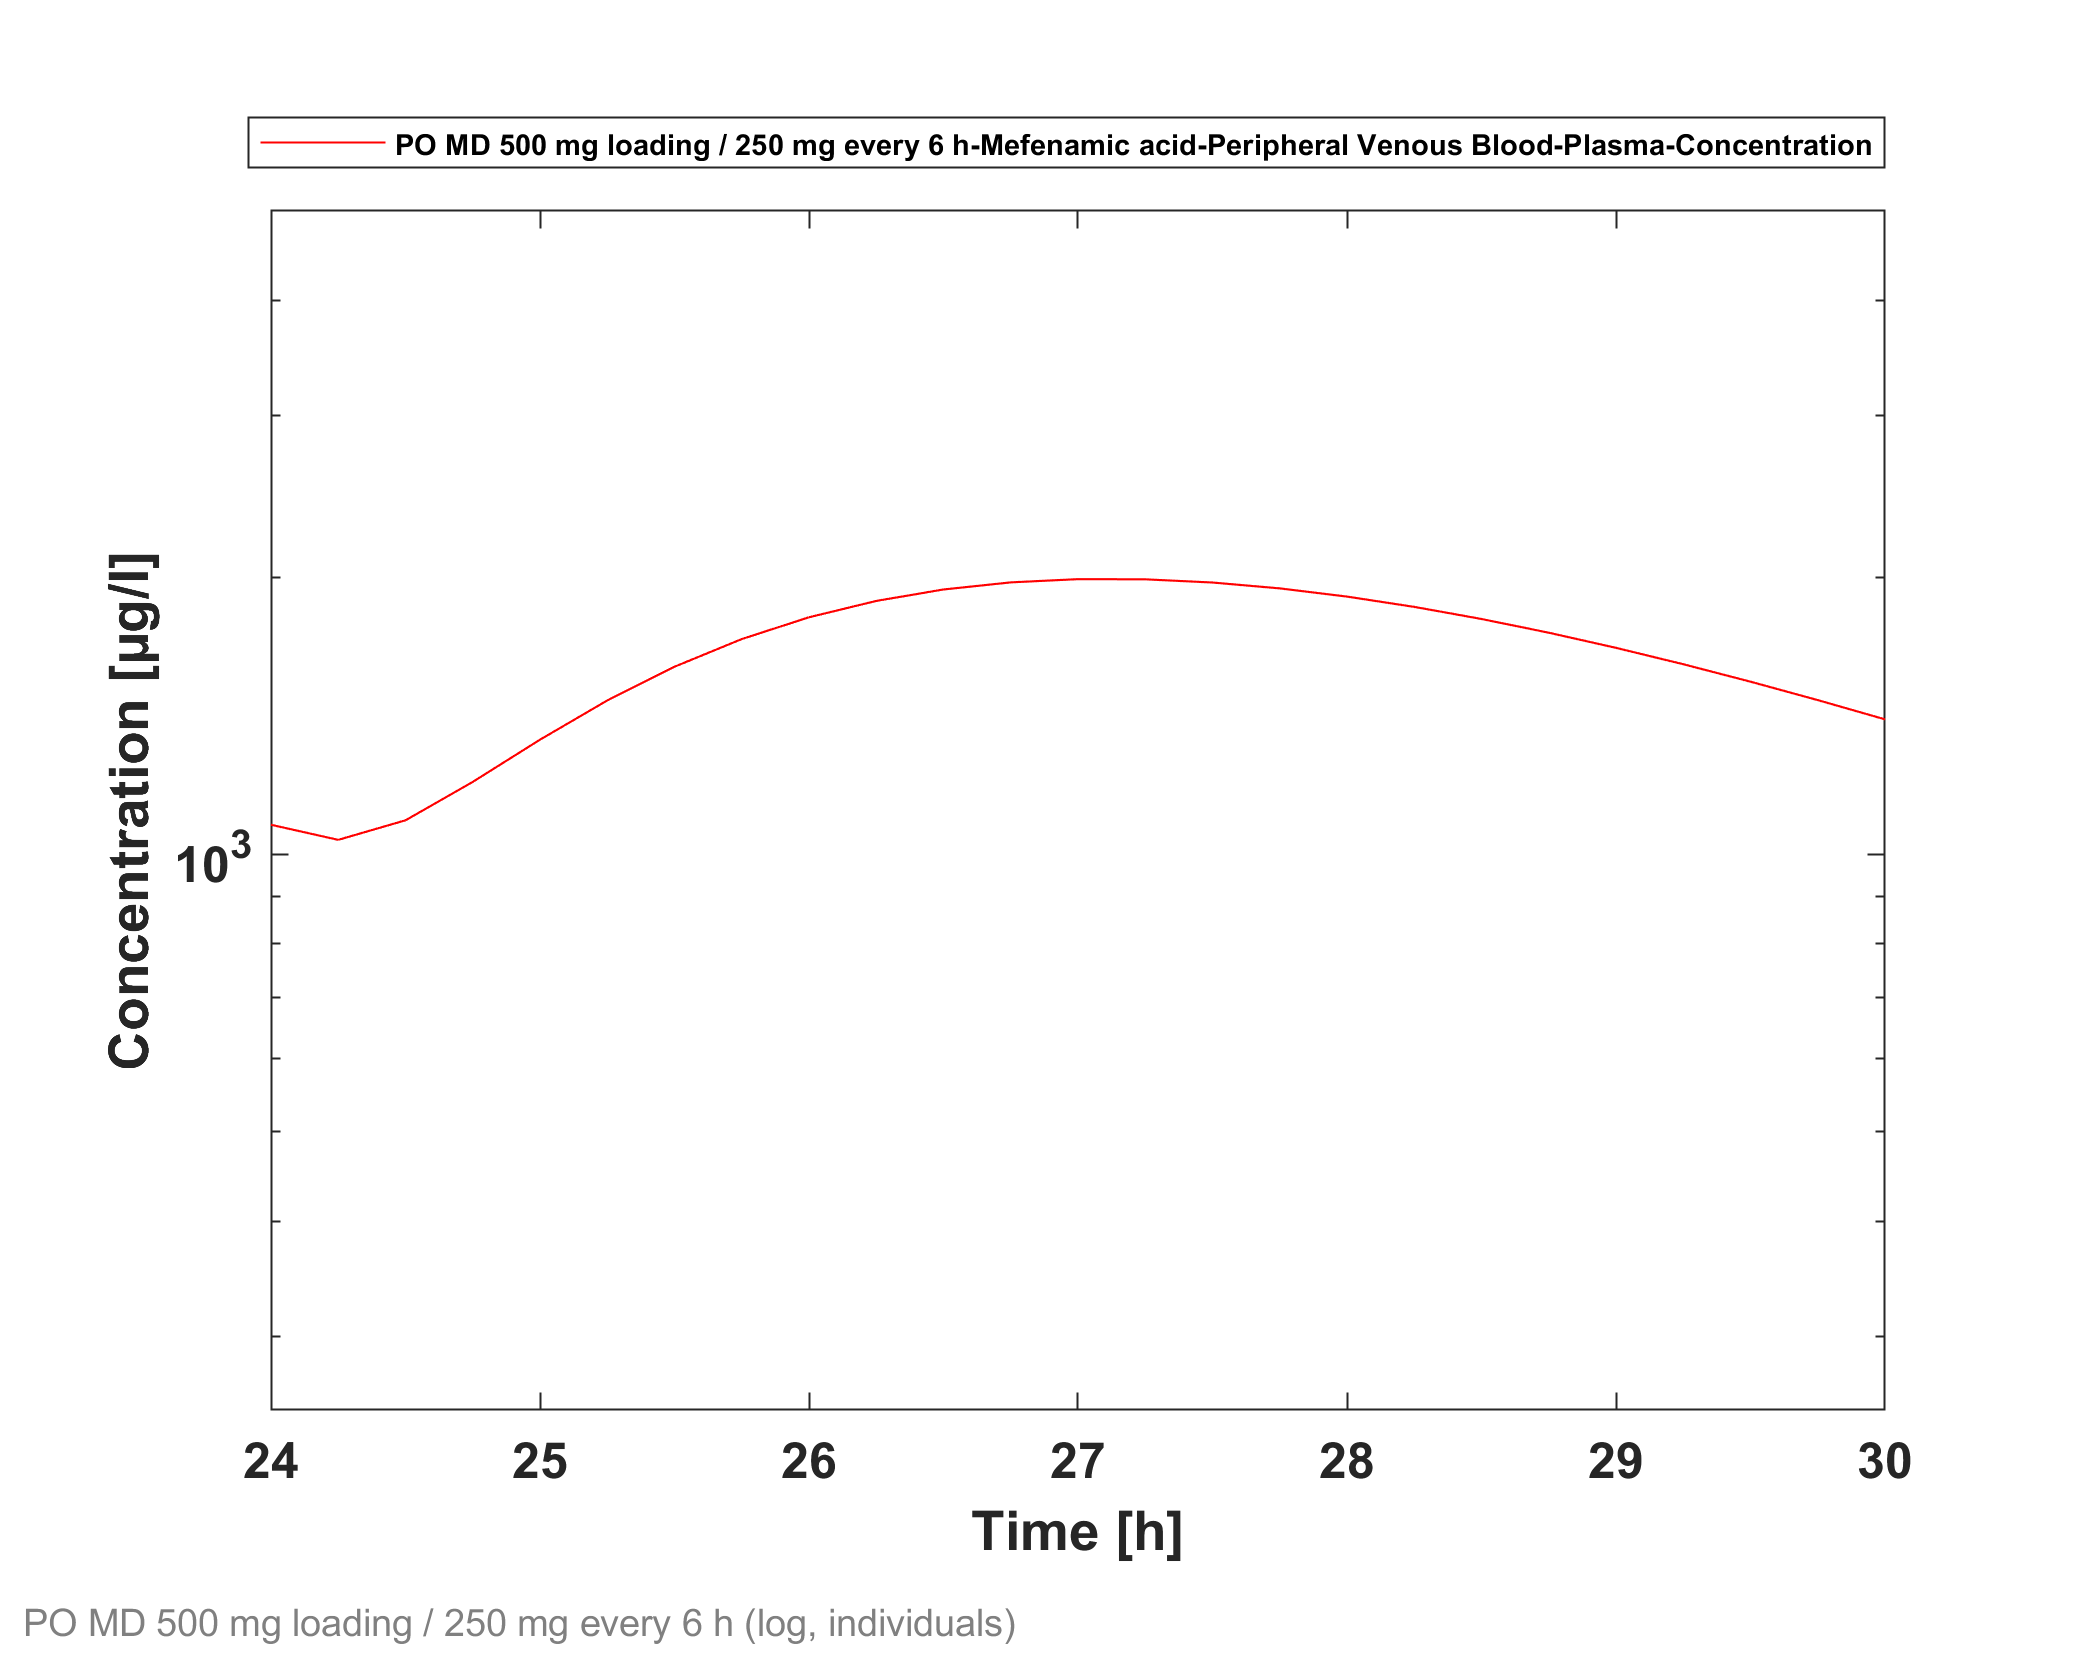 PO MD 500 mg loading / 250 mg every 6 h-Mefenamic acid-Peripheral Venous Blood-Plasma-Concentration
Concentration [µg/l]
10³
24 25 26 27 28 29 30
Time [h]
PO MD 500 mg loading / 250 mg every 6 h (log, individuals)